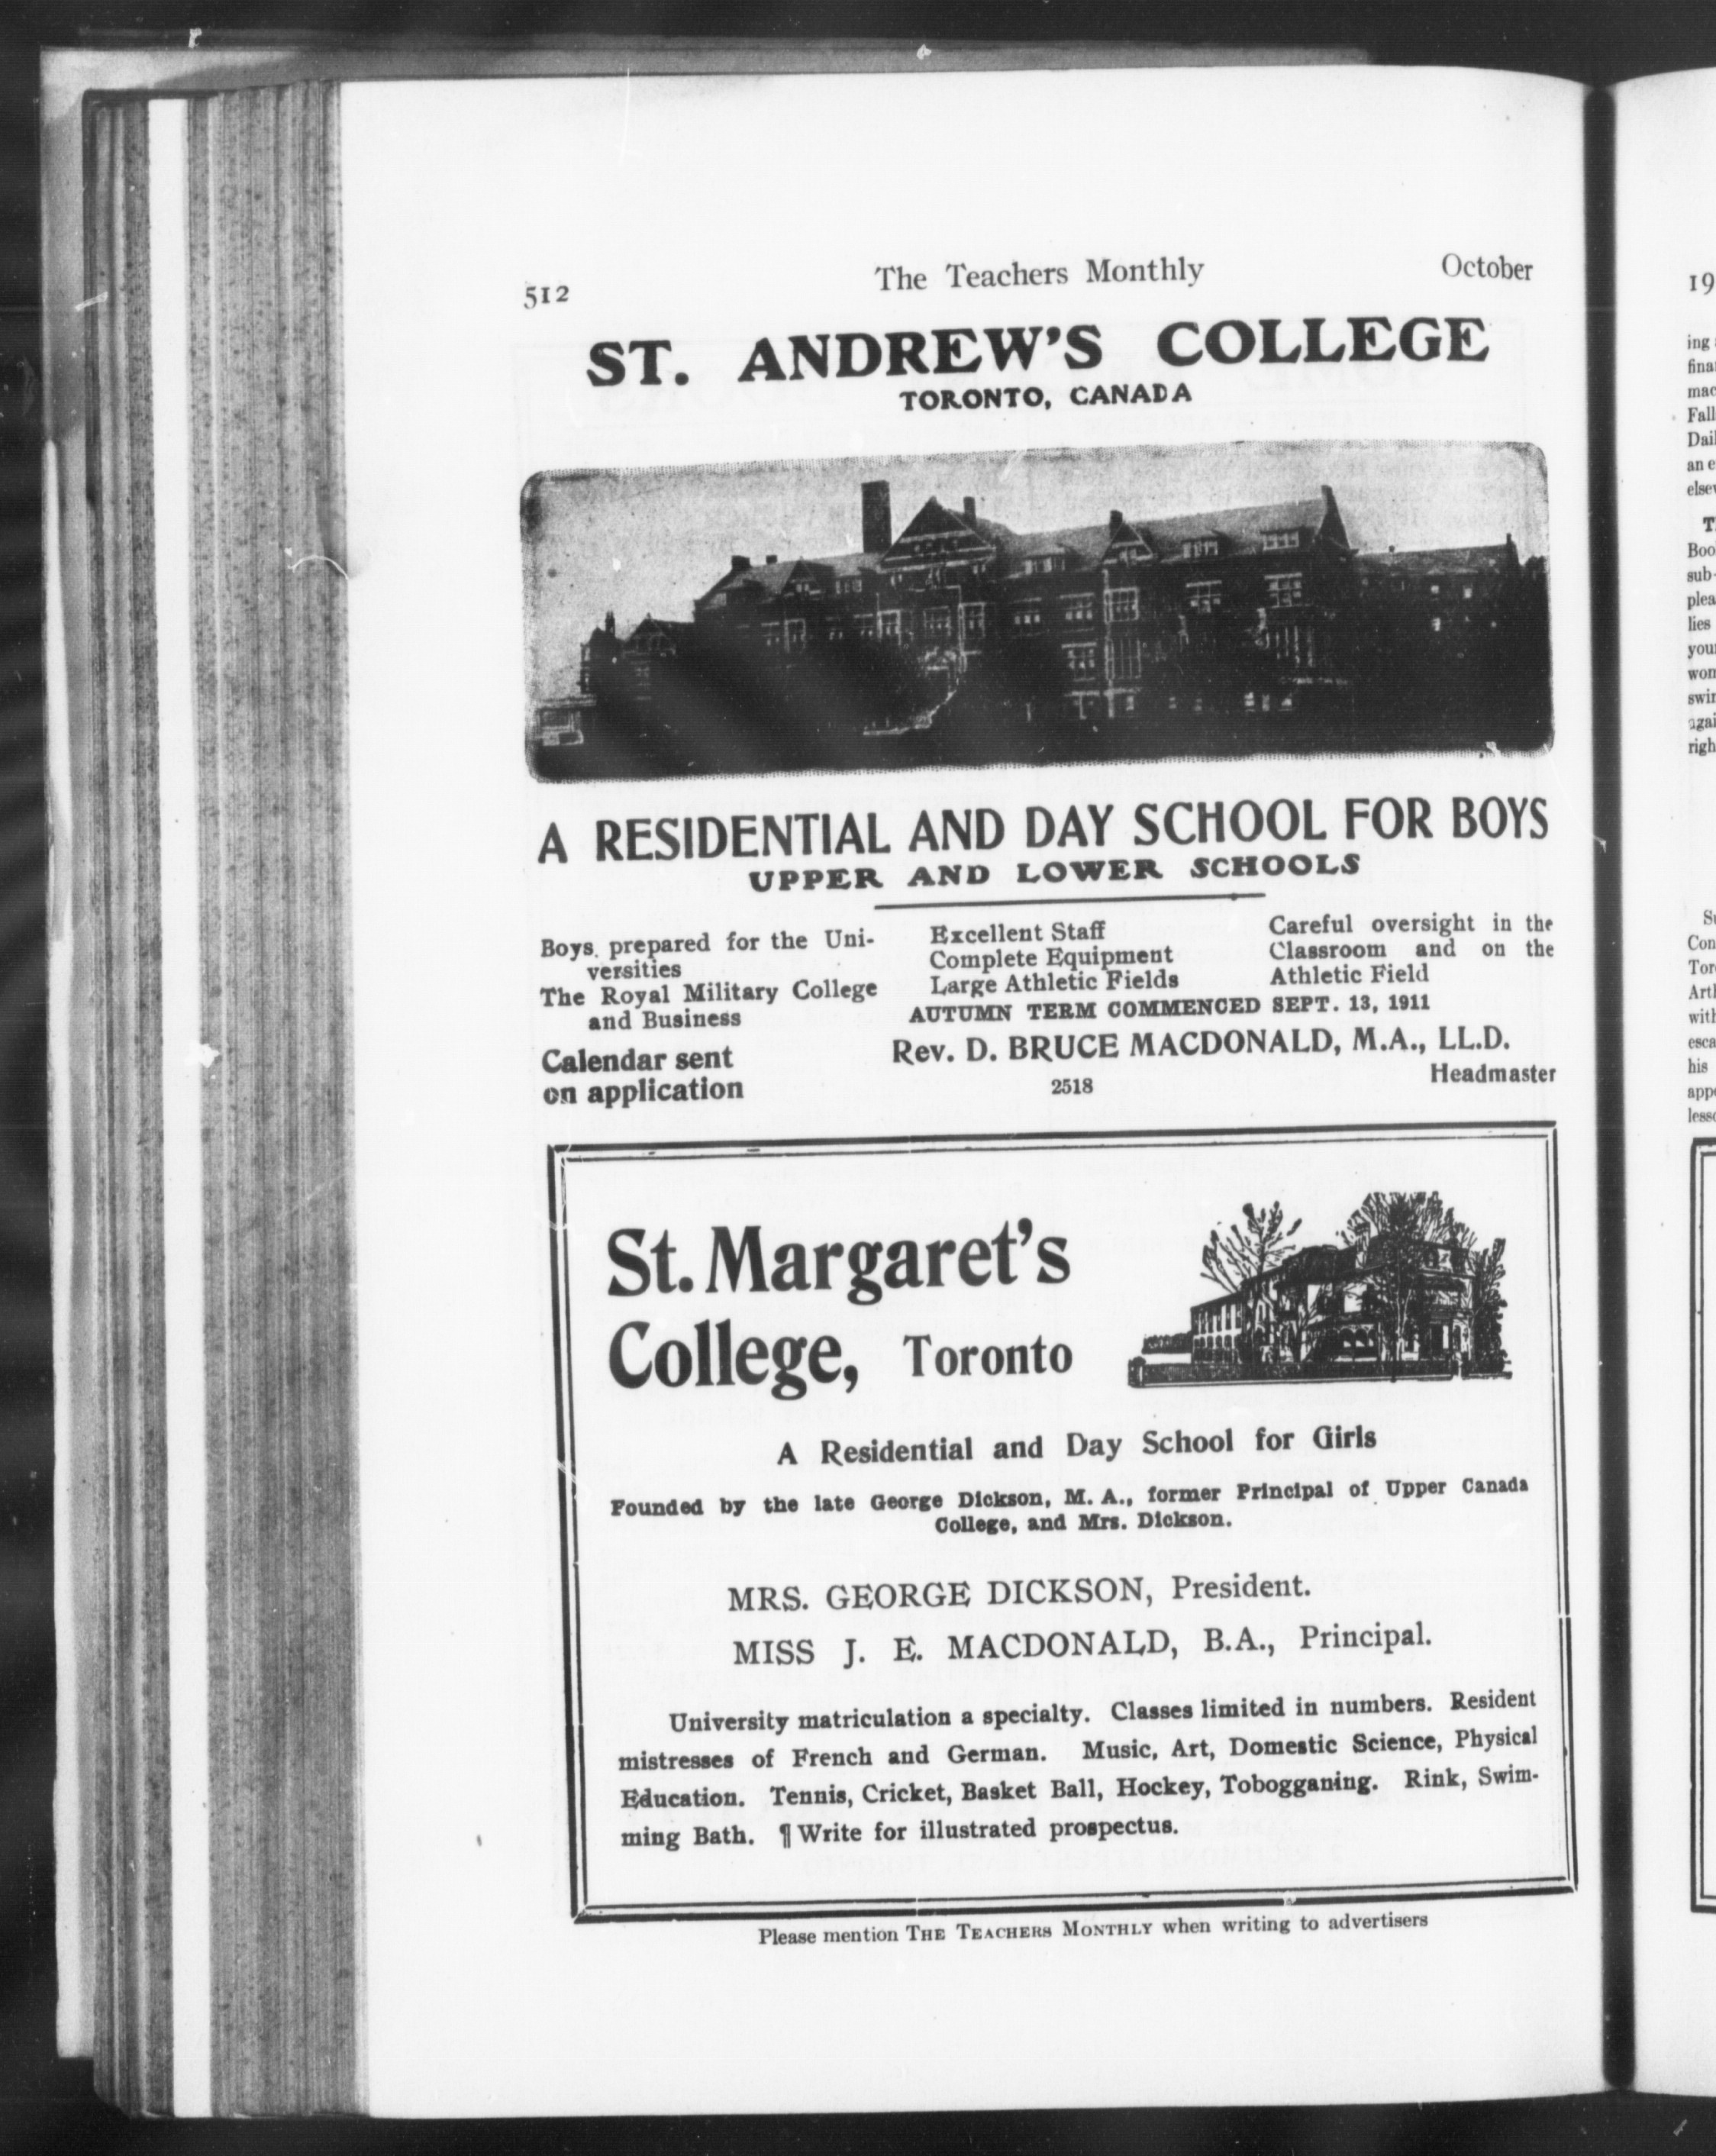 512
The Teachers Monthly
October
ST. ANDREW'S COLLEGE
TORONTO, CANADA
A RESIDENTIAL AND DAY SCHOOL FOR BOYS
UPPER AND LOWER SCHOOLS
Boys prepared for the Uni-
versities
The Royal Military College
and Business
Calendar sent
on application
Excellent Staff
Complete Equipment
Large Athletic Fields
Careful oversight in the
Classroom and on the
Athletic Field
AUTUMN TERM COMMENCED SEPT. 13, 1911
Rev. D. BRUCE MACDONALD, M.A., LL.D.
2518
Headmaster
St. Margaret's
College, Toronto
A Residential and Day School for Girls
Founded by the late George Dickson, M. A., former Principal of Upper Canada
College, and Mrs. Dickson.
MRS. GEORGE DICKSON, President.
MISS J. E. MACDONALD, B.A., Principal.
University matriculation a specialty. Classes limited in numbers. Resident
mistresses of French and German. Music, Art, Domestic Science, Physical
Education. Tennis, Cricket, Basket Ball, Hockey, Tobogganing. Rink, Swim-
ming Bath. ¶ Write for illustrated prospectus.
Please mention THE TEACHERS MONTHLY when writing to advertisers